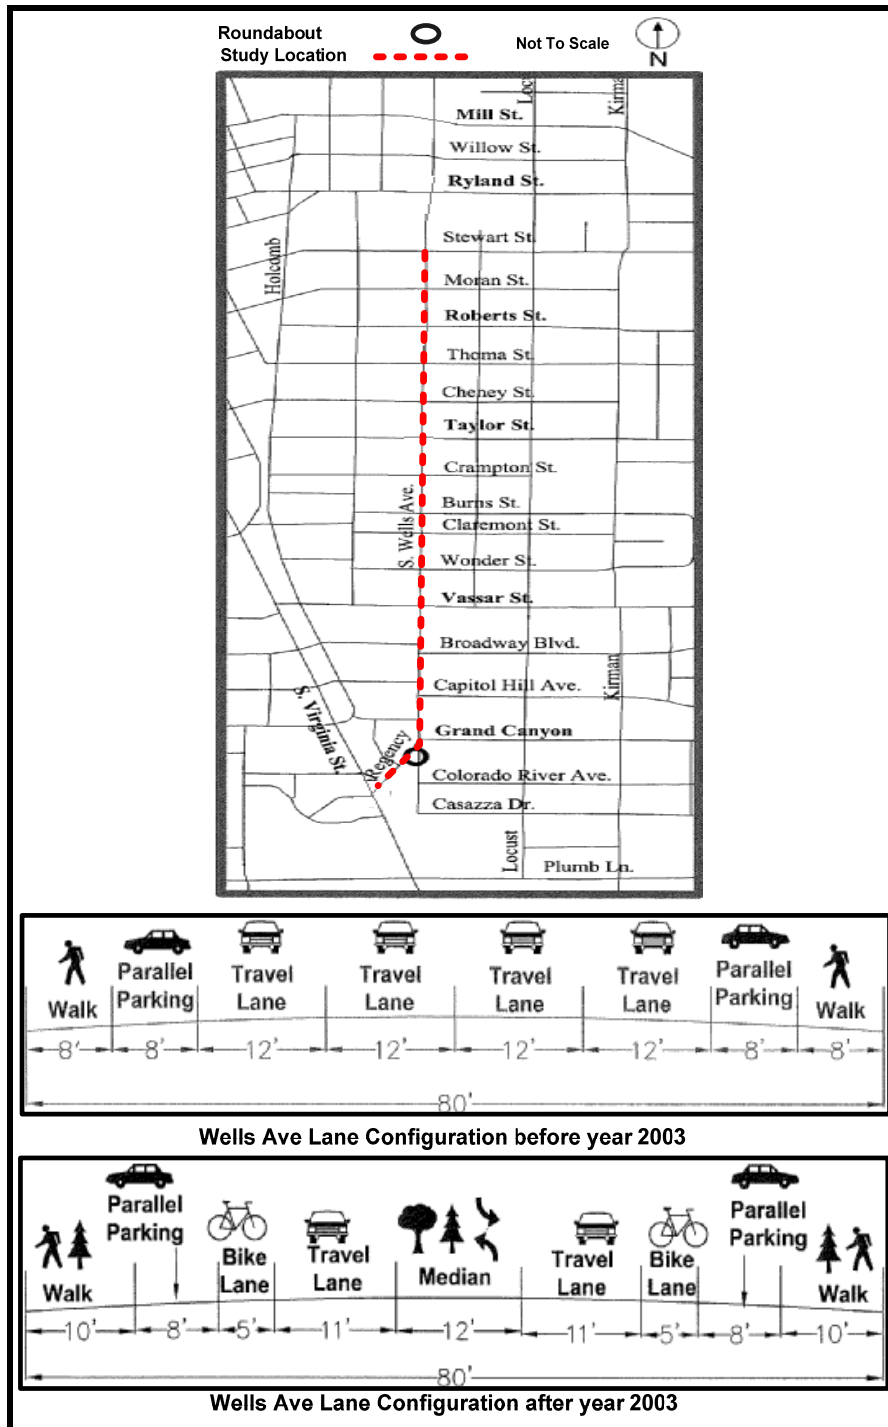 Roundabout
Study Location
Not To Scale
N
Mill St.
Willow St.
Ryland St.
Stewart St.
Holcomb
Moran St.
Roberts St.
Thoma St.
Cheney St.
Taylor St.
Crampton St.
S. Wells Ave.
Burns St.
Claremont St.
Wonder St.
Vassar St.
Broadway Blvd.
Kirman
Capitol Hill Ave.
S. Virginia St.
Grand Canyon
Regency
Colorado River Ave.
Casazza Dr.
Locust
Plumb Ln.
Walk
Parallel
Parking
Travel
Lane
Travel
Lane
Travel
Lane
Travel
Lane
Parallel
Parking
Walk
8' 8' 12' 12' 12' 12' 8' 8'
80'
Wells Ave Lane Configuration before year 2003
Walk
Parallel
Parking
Bike
Lane
Travel
Lane
Median
Travel
Lane
Bike
Lane
Parallel
Parking
Walk
10' 8' 5' 11' 12' 11' 5' 8' 10'
80'
Wells Ave Lane Configuration after year 2003